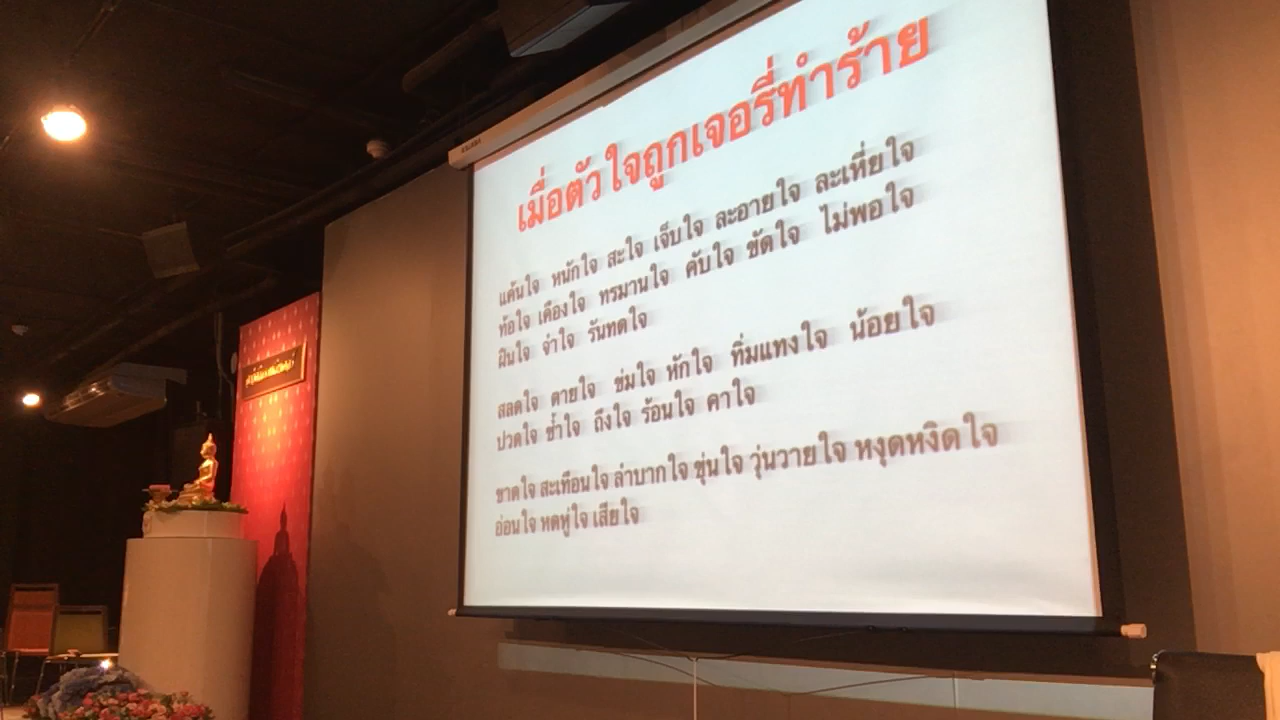 เมื่อตัวใจถูกเจอรี่ทำร้าย
แค้นใจ หนักใจ สะใจ เจ็บใจ ละอายใจ ละเหี่ยใจ
ท้อใจ เคืองใจ ทรมานใจ คับใจ ขัดใจ ไม่พอใจ
ฝืนใจ จำใจ รันทดใจ
สลดใจ ตายใจ ข่มใจ หักใจ ทิ่มแทงใจ น้อยใจ
ปวดใจ ช้ำใจ ถึงใจ ร้อนใจ คาใจ
ขาดใจ สะเทือนใจ ลำบากใจ ขุ่นใจ วุ่นวายใจ หงุดหงิดใจ
อ่อนใจ หดหู่ใจ เสียใจ